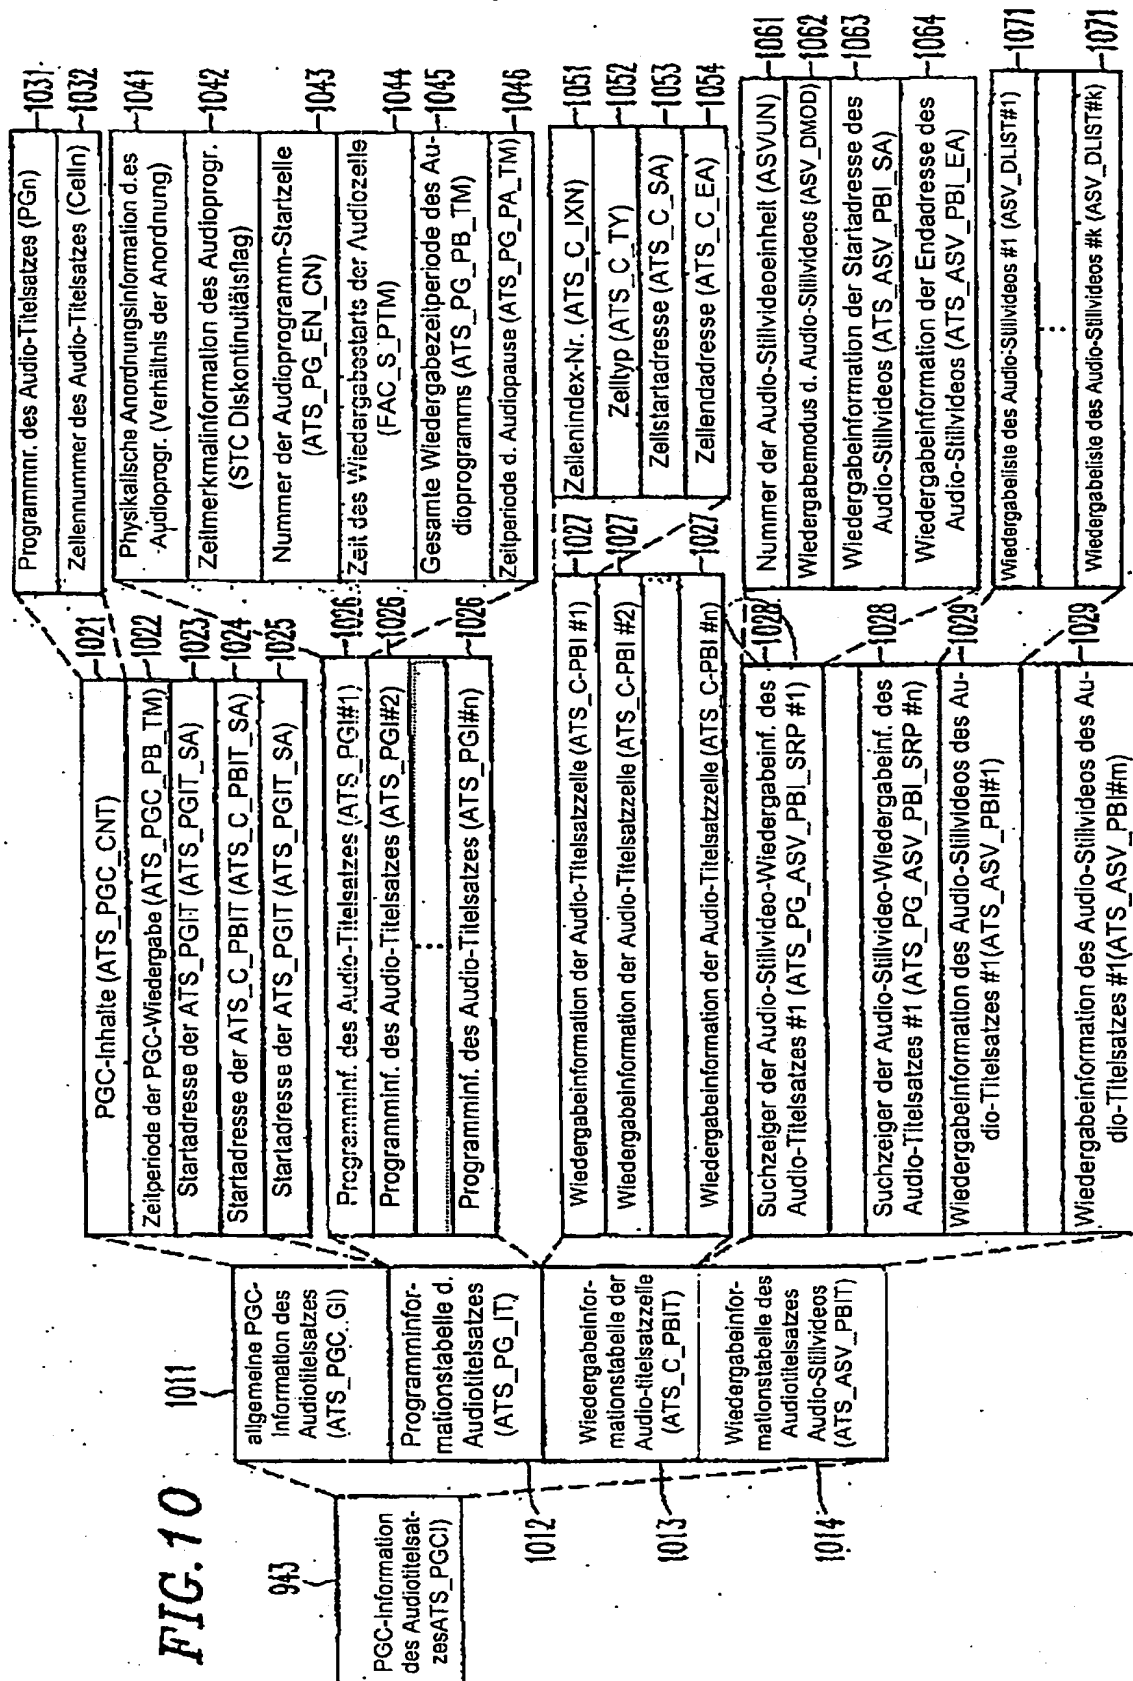 FIG. 10
943
PGC-Information
des Audiotitelsat-
zesATS_PGCI)
1011
allgemeine PGC-
Information des
Audiotitelsatzes
(ATS_PGC_GI)
Programminfor-
mationstabelle d.
Audiotitelsatzes
(ATS_PG_IT)
1012
Wiedergabeinfor-
mationstabelle der
Audio-titelsatzzelle
(ATS_C_PBIT)
1013
Wiedergabeinfor-
mationstabelle des
Audiotitelsatzes
Audio-Stillvideos
(ATS_ASV_PBIT)
1014
PGC-Inhalte (ATS_PGC_CNT)
1021
Zeitperiode der PGC-Wiedergabe (ATS_PGC_PB_TM)
1022
Startadresse der ATS_PGIT (ATS_PGIT_SA)
1023
Startadresse der ATS_C_PBIT (ATS_C_PBIT_SA)
1024
Startadresse der ATS_PGIT (ATS_PGIT_SA)
1025
Programminf. des Audio-Titelsatzes (ATS_PGI#1)
1026
Programminf. des Audio-Titelsatzes (ATS_PGI#2)
1026
Programminf. des Audio-Titelsatzes (ATS_PGI#n)
1026
Wiedergabeinformation der Audio-Titelsatzzelle (ATS_C-PBI #1)
1027
Wiedergabeinformation der Audio-Titelsatzzelle (ATS_C-PBI #2)
1027
Wiedergabeinformation der Audio-Titelsatzzelle (ATS_C-PBI #n)
1027
Suchzeiger der Audio-Stillvideo-Wiedergabeinf. des
Audio-Titelsatzes #1 (ATS_PG_ASV_PBI_SRP #1)
1028
Suchzeiger der Audio-Stillvideo-Wiedergabeinf. des
Audio-Titelsatzes #1 (ATS_PG_ASV_PBI_SRP #n)
1028
Wiedergabeinformation des Audio-Stillvideos des Au-
dio-Titelsatzes #1(ATS_ASV_PBI#1)
1029
Wiedergabeinformation des Audio-Stillvideos des Au-
dio-Titelsatzes #1(ATS_ASV_PBI#m)
1029
Programmnr. des Audio-Titelsatzes (PGn)
1031
Zellennummer des Audio-Titelsatzes (Celln)
1032
Physikalische Anordnungsinformation d.es
Audioprogr. (Verhältnis der Anordnung)
1041
Zellmerkmalinformation des Audioprogr.
(STC Diskontinuitätsflag)
1042
Nummer der Audioprogramm-Startzelle
(ATS_PG_EN_CN)
1043
Zeit des Wiedergabestarts der Audiozelle
(FAC_S_PTM)
1044
Gesamte Wiedergabezeitperiode des Au-
dioprogramms (ATS_PG_PB_TM)
1045
Zeitperiode d. Audiopause (ATS_PG_PA_TM)
1046
Zellenindex-Nr. (ATS_C_IXN)
1051
Zelltyp (ATS_C_TY)
1052
Zellstartadresse (ATS_C_SA)
1053
Zellendadresse (ATS_C_EA)
1054
Nummer der Audio-Stillvideoeinheit (ASVUN)
1061
Wiedergabemodus d. Audio-Stillvideos (ASV_DMOD)
1062
Wiedergabeinformation der Startadresse des
Audio-Stillvideos (ATS_ASV_PBI_SA)
1063
Wiedergabeinformation der Endadresse des
Audio-Stillvideos (ATS_ASV_PBI_EA)
1064
Wiedergabeliste des Audio-Stillvideos #1 (ASV_DLIST#1)
1071
Wiedergabeliste des Audio-Stillvideos #k (ASV_DLIST#k)
1071